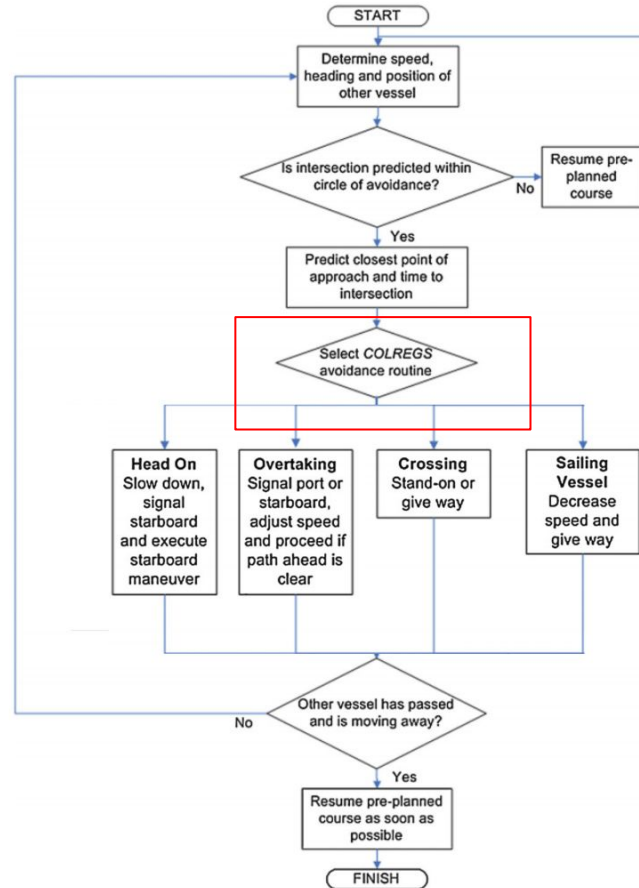 START
Determine speed,
heading and position of
other vessel
Is intersection predicted within
circle of avoidance?
No
Resume pre-
planned
course
Yes
Predict closest point of
approach and time to
intersection
Select COLREGS
avoidance routine
Head On
Slow down,
signal
starboard
and execute
starboard
maneuver
Overtaking
Signal port or
starboard,
adjust speed
and proceed if
path ahead is
clear
Crossing
Stand-on or
give way
Sailing
Vessel
Decrease
speed and
give way
Other vessel has passed
and is moving away?
No
Yes
Resume pre-planned
course as soon as
possible
FINISH